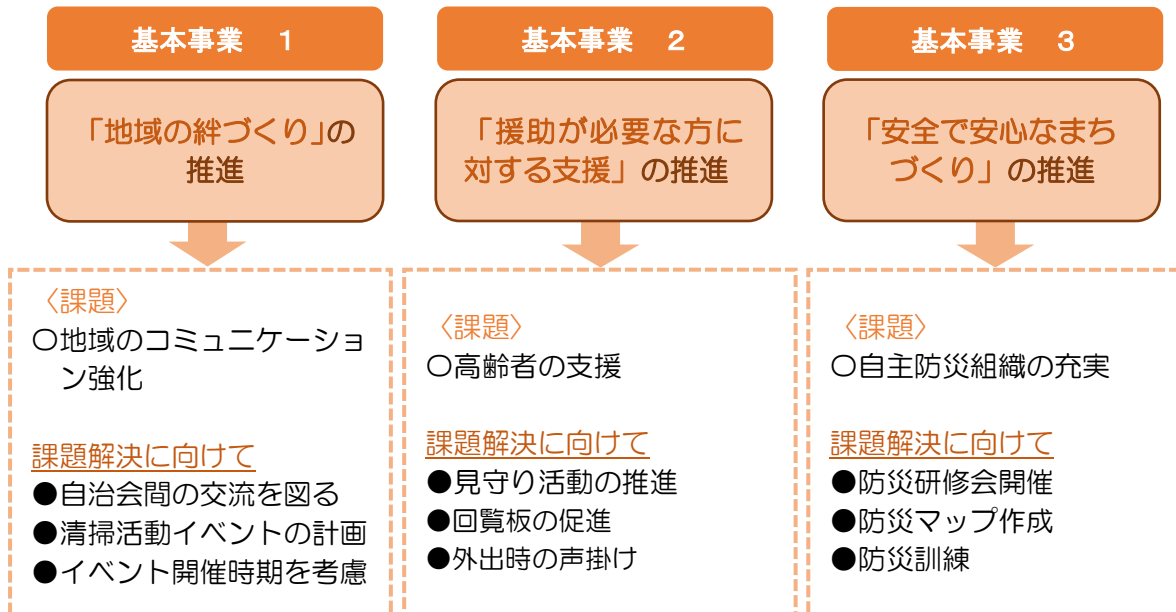 基本事業　1
「地域の絆づくり」の
推進
〈課題〉
〇地域のコミュニケーショ
ン強化
課題解決に向けて
●自治会間の交流を図る
●清掃活動イベントの計画
●イベント開催時期を考慮
基本事業　2
「援助が必要な方に
対する支援」の推進
〈課題〉
〇高齢者の支援
課題解決に向けて
●見守り活動の推進
●回覧板の促進
●外出時の声掛け
基本事業　3
「安全で安心なまち
づくり」の推進
〈課題〉
〇自主防災組織の充実
課題解決に向けて
●防災研修会開催
●防災マップ作成
●防災訓練